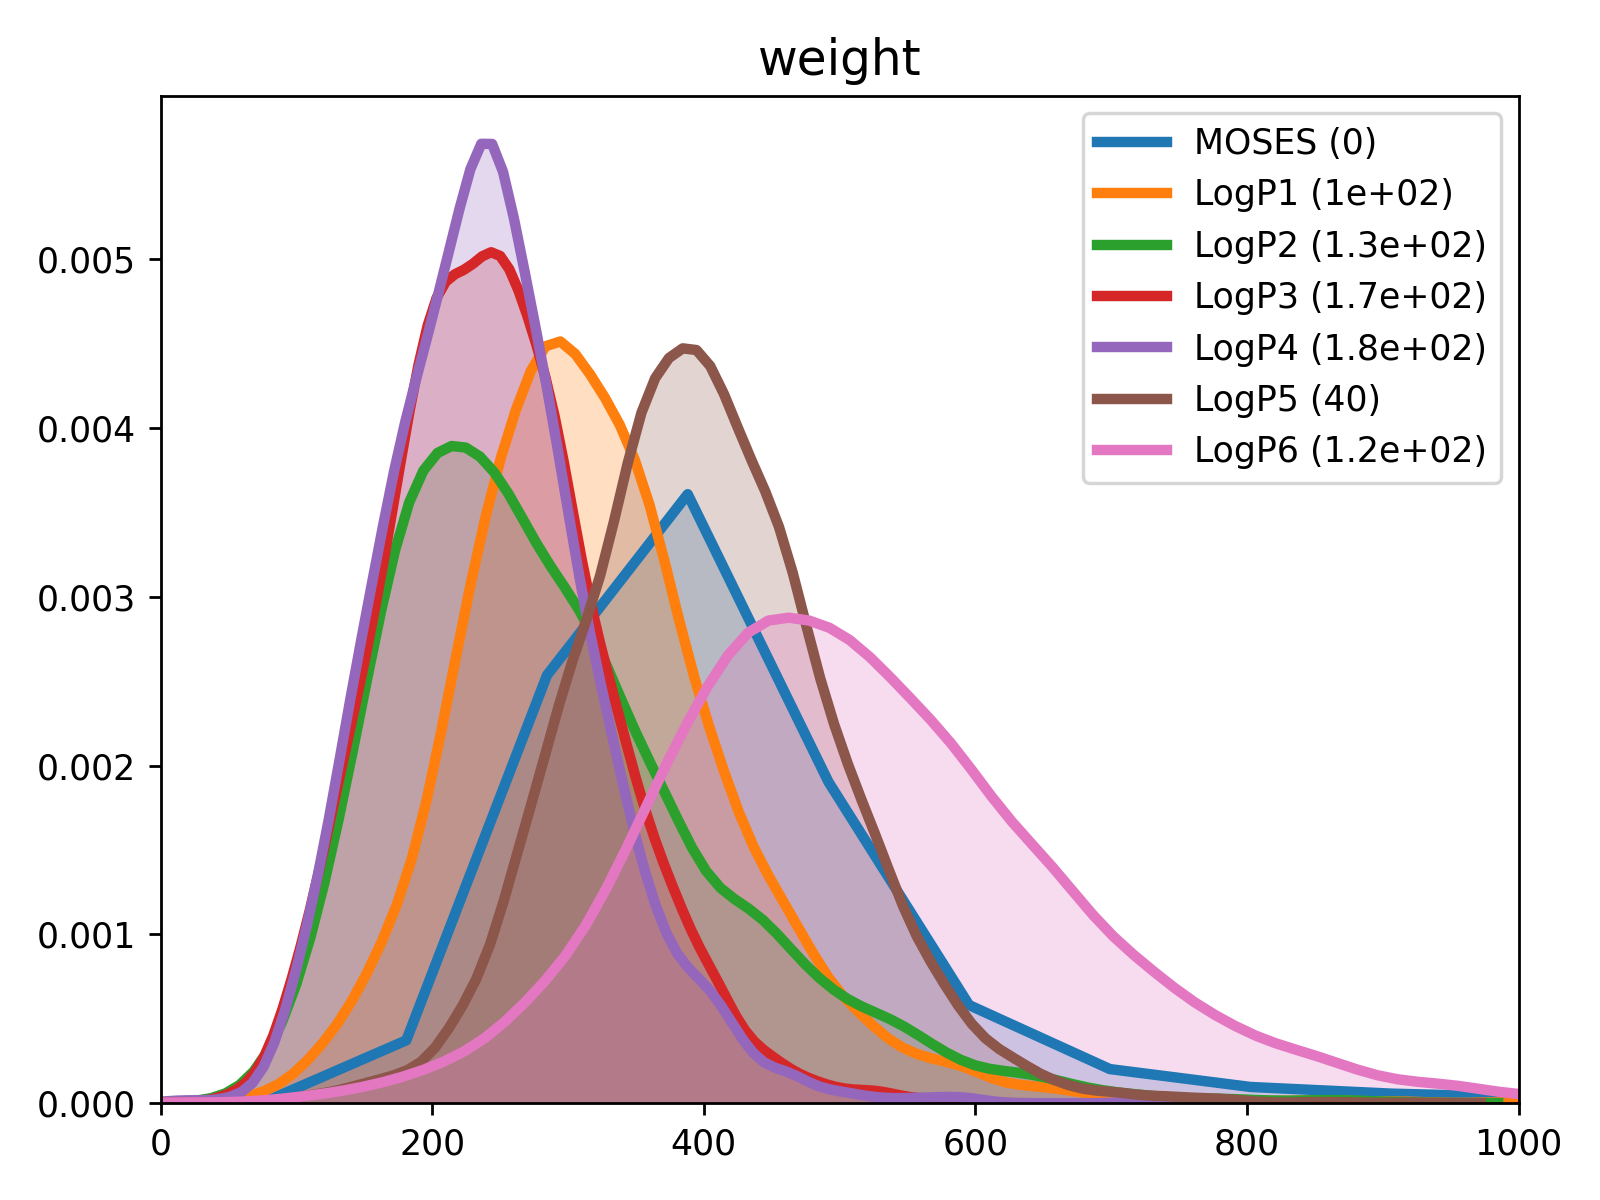 weight
MOSES (0)
LogP1 (1e+02)
LogP2 (1.3e+02)
LogP3 (1.7e+02)
LogP4 (1.8e+02)
LogP5 (40)
LogP6 (1.2e+02)
0.005
0.004
0.003
0.002
0.001
0.000
0 200 400 600 800 1000